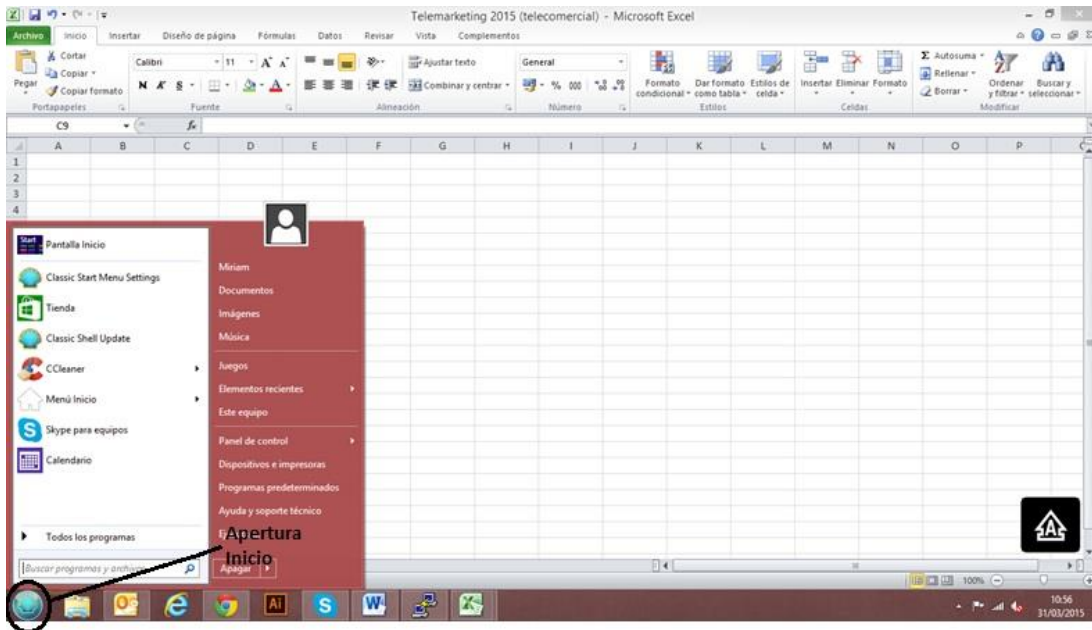 Telemarketing 2015 (telecomercial) - Microsoft Excel
Archivo Inicio Insertar Diseño de página Fórmulas Datos Revisar Vista Complementos
Pegar
Cortar
Copiar
Copiar formato
Portapapeles
Calibri 11
N K S
Fuente
Ajustar texto
Combinar y centrar
Alineación
General
% 000
Número
Formato condicional
Dar formato como tabla
Estilos de celda
Estilos
Insertar Eliminar Formato
Celdas
Autosuma
Rellenar
Borrar
Ordenar y filtrar
Buscar y seleccionar
Modificar
C9 fx
A B C D E F G H I J K L M N O P
1
2
3
4
Start Pantalla Inicio
Classic Start Menu Settings
Tienda
Classic Shell Update
CCleaner
Menú Inicio
Skype para equipos
Calendario
Todos los programas
Buscar programas y archivos
Miriam
Documentos
Imágenes
Música
Juegos
Elementos recientes
Este equipo
Panel de control
Dispositivos e impresoras
Programas predeterminados
Ayuda y soporte técnico
Apagar
Apertura
Inicio
A
100%
Ai
10:56
31/03/2015